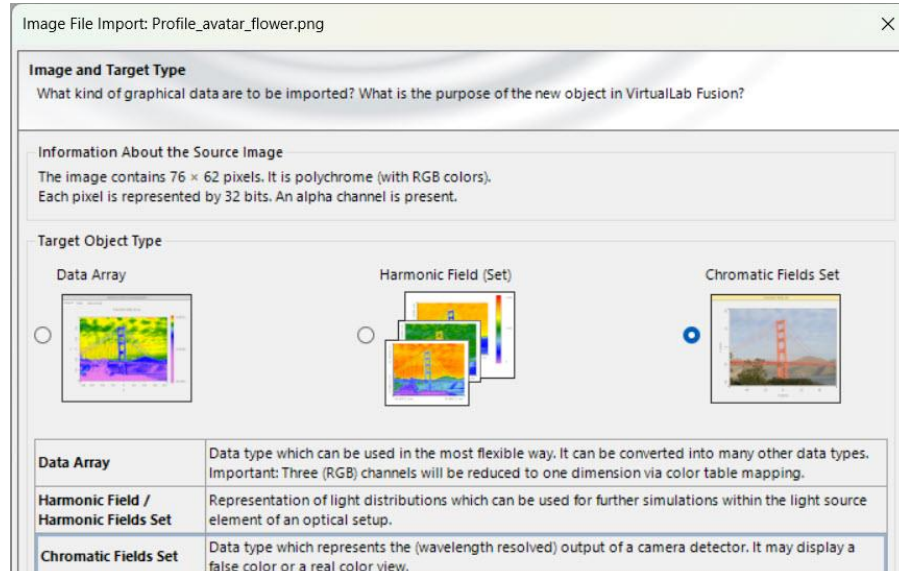 Image File Import: Profile_avatar_flower.png
Image and Target Type
What kind of graphical data are to be imported? What is the purpose of the new object in VirtualLab Fusion?
Information About the Source Image
The image contains 76 × 62 pixels. It is polychrome (with RGB colors).
Each pixel is represented by 32 bits. An alpha channel is present.
Target Object Type
Data Array
Harmonic Field (Set)
Chromatic Fields Set
Data Array
Data type which can be used in the most flexible way. It can be converted into many other data types.
Important: Three (RGB) channels will be reduced to one dimension via color table mapping.
Harmonic Field /
Harmonic Fields Set
Representation of light distributions which can be used for further simulations within the light source
element of an optical setup.
Chromatic Fields Set
Data type which represents the (wavelength resolved) output of a camera detector. It may display a
false color or a real color view.